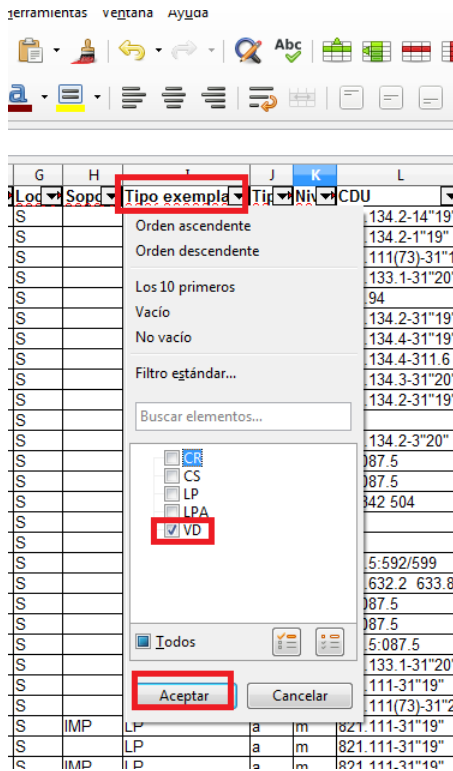 Herramientas Ventana Ayuda
Abc
a
G H I J K L
Loc Sopo Tipo exempla Tip Niv CDU
S .134.2-14"19"
Orden ascendente
S .134.2-1"19"
Orden descendente
S .111(73)-31"1
S .133.1-31"20"
Los 10 primeros
S .94
Vacío
S .134.2-31"19"
No vacío
S .134.4-31"19"
S .134.4-311.6
Filtro estándar...
S .134.3-31"20"
S .134.2-31"19"
Buscar elementos...
S
S .134.2-3"20"
CR
S 087.5
CS
S 087.5
LP
S 342 504
LPA
S
VD
S
S .5:592/599
S .632.2 633.8
S 087.5
S 087.5
Todos
S .5:087.5
S .133.1-31"20"
S .111-31"19"
Aceptar Cancelar
S .111(73)-31"2
S IMP LP a m 821.111-31"19"
S LP a m 821.111-31"19"
S IMP LP a m 821.111-31"19"